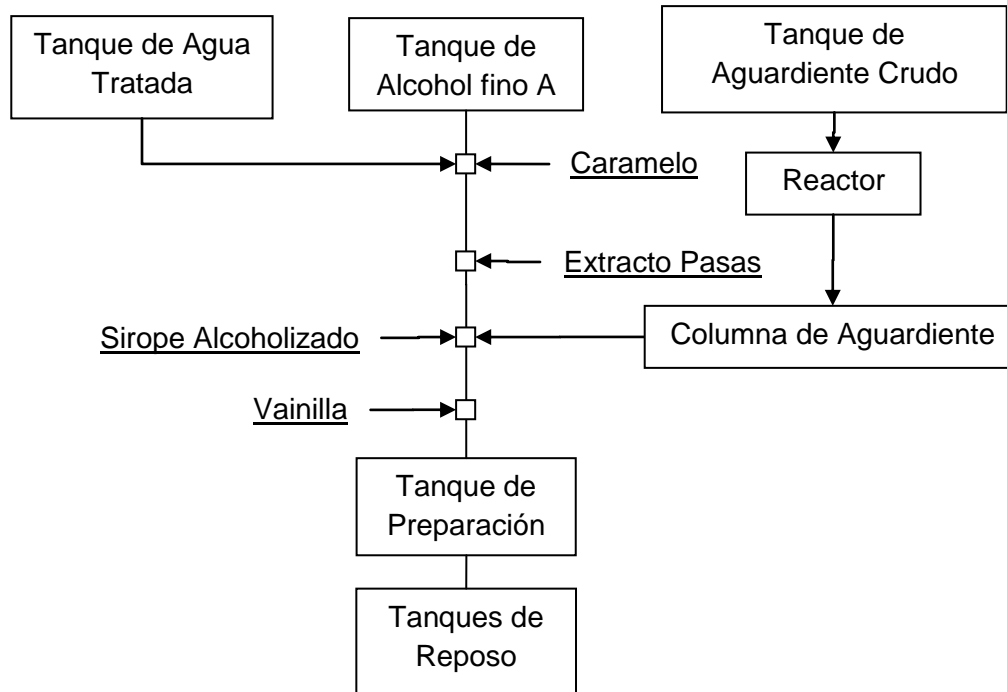 Tanque de Agua
Tratada
Tanque de
Alcohol fino A
Tanque de
Aguardiente Crudo
Caramelo
Reactor
Extracto Pasas
Sirope Alcoholizado
Columna de Aguardiente
Vainilla
Tanque de
Preparación
Tanques de
Reposo